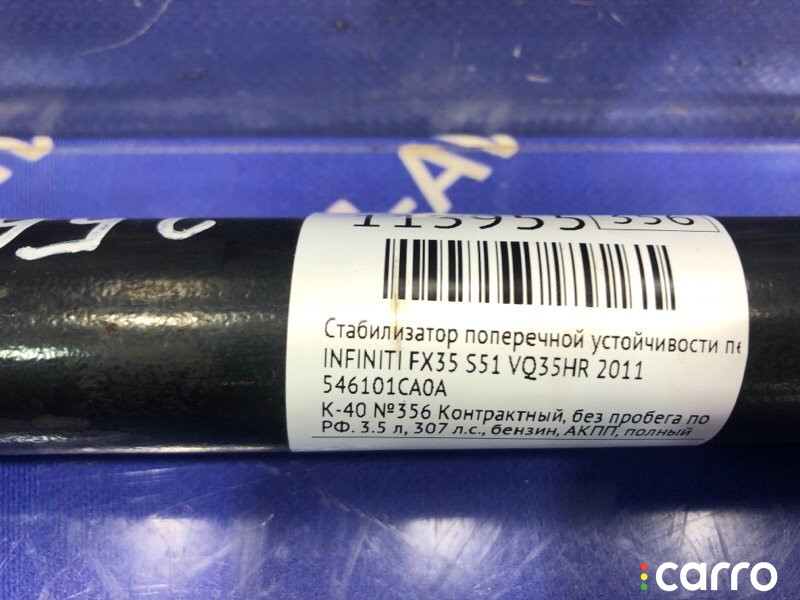 113955 356
Стабилизатор поперечной устойчивости пе
INFINITI FX35 S51 VQ35HR 2011
546101CA0A
К-40 №356 Контрактный, без пробега по
РФ. 3.5 л, 307 л.с., бензин, АКПП, полный
carro